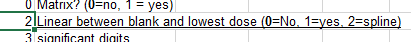 0 Matrix? (0=no, 1 = yes)
2 Linear between blank and lowest dose (0=No, 1=yes, 2=spline)
3 significant digits